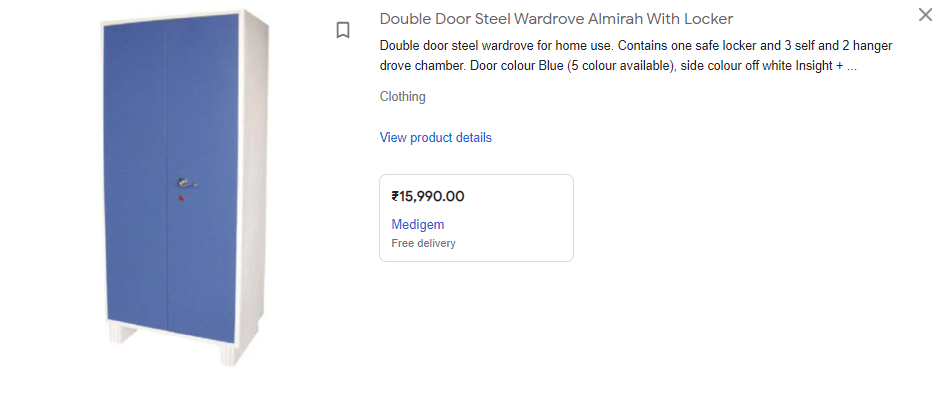 Double Door Steel Wardrove Almirah With Locker
Double door steel wardrove for home use. Contains one safe locker and 3 self and 2 hanger
drove chamber. Door colour Blue (5 colour available), side colour off white Insight + ...
Clothing
View product details
₹15,990.00
Medigem
Free delivery